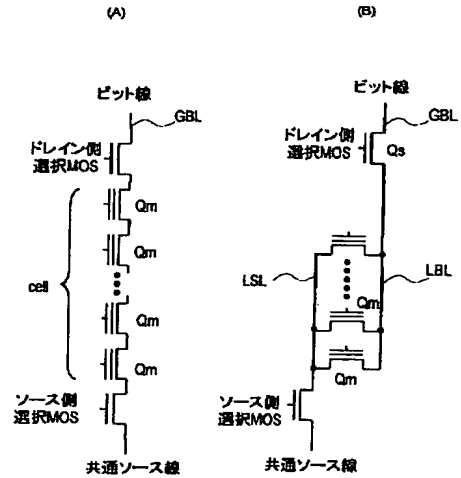 (A)
ビット線
GBL
ドレイン側
選択MOS
Qm
Qm
cell
Qm
Qm
ソース側
選択MOS
共通ソース線
(B)
ビット線
GBL
ドレイン側
選択MOS
Qs
LSL
LBL
Qm
Qm
ソース側
選択MOS
共通ソース線